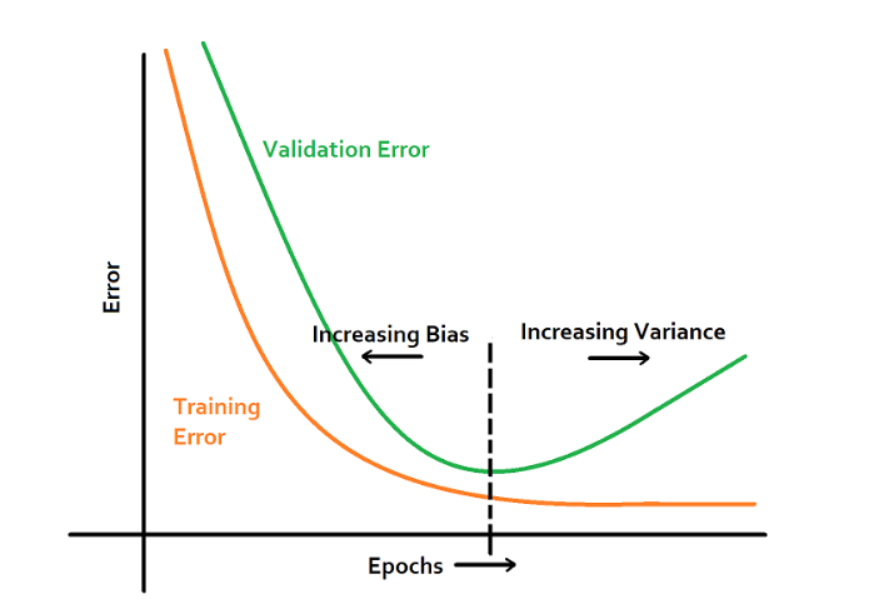 Validation Error
Error
Increasing Bias
Increasing Variance
Training
Error
Epochs